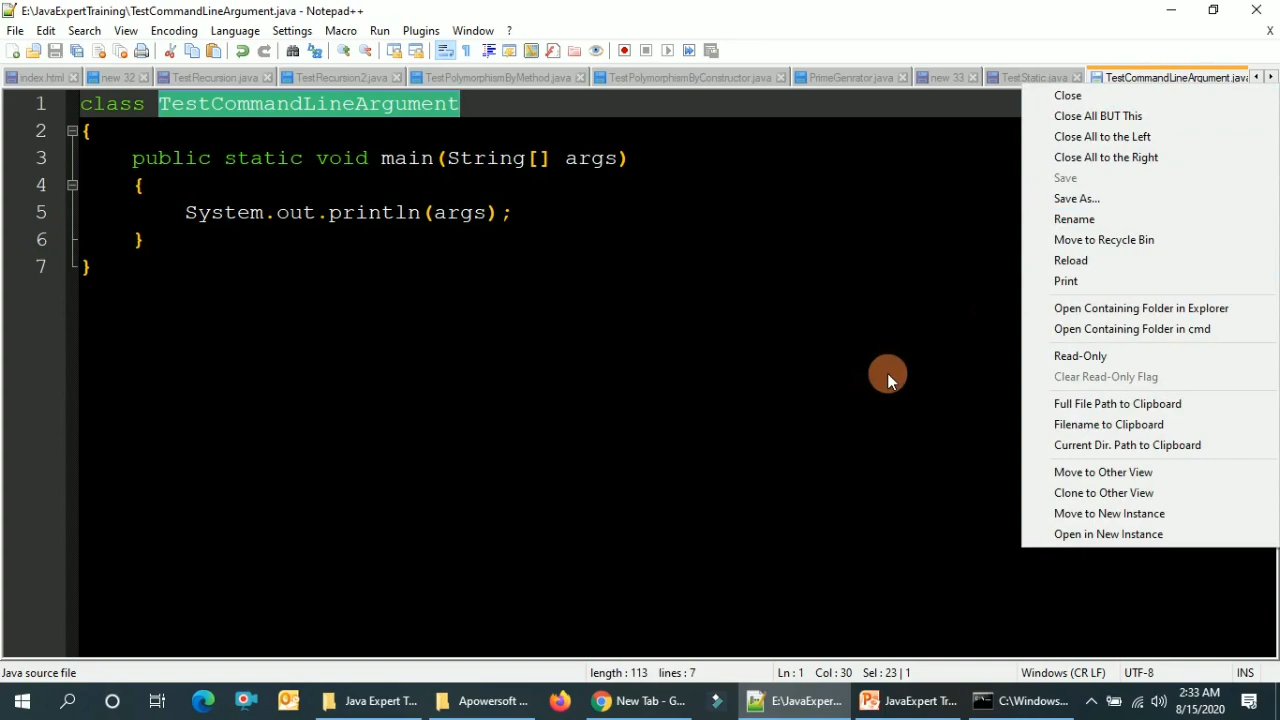 E:\JavaExpertTraining\TestCommandLineArgument.java - Notepad++
File Edit Search View Encoding Language Settings Macro Run Plugins Window ? X
index.html new 32 TestRecursion.java TestRecursion2.java TestPolymorphismByMethod.java TestPolymorphismByConstructor.java PrimeGenrator.java new 33 TestStatic.java TestCommandLineArgument.java
1 class TestCommandLineArgument
2 {
3 public static void main(String[] args)
4 {
5 System.out.println(args);
6 }
7 }
Close
Close All BUT This
Close All to the Left
Close All to the Right
Save
Save As...
Rename
Move to Recycle Bin
Reload
Print
Open Containing Folder in Explorer
Open Containing Folder in cmd
Read-Only
Clear Read-Only Flag
Full File Path to Clipboard
Filename to Clipboard
Current Dir. Path to Clipboard
Move to Other View
Clone to Other View
Move to New Instance
Open in New Instance
Java source file length : 113 lines : 7 Ln : 1 Col : 30 Sel : 23 | 1 Windows (CR LF) UTF-8 INS
Java Expert T... Apowersoft ... New Tab - G... E:\JavaExper... JavaExpert Tr... C:\Windows... 2:33 AM
8/15/2020